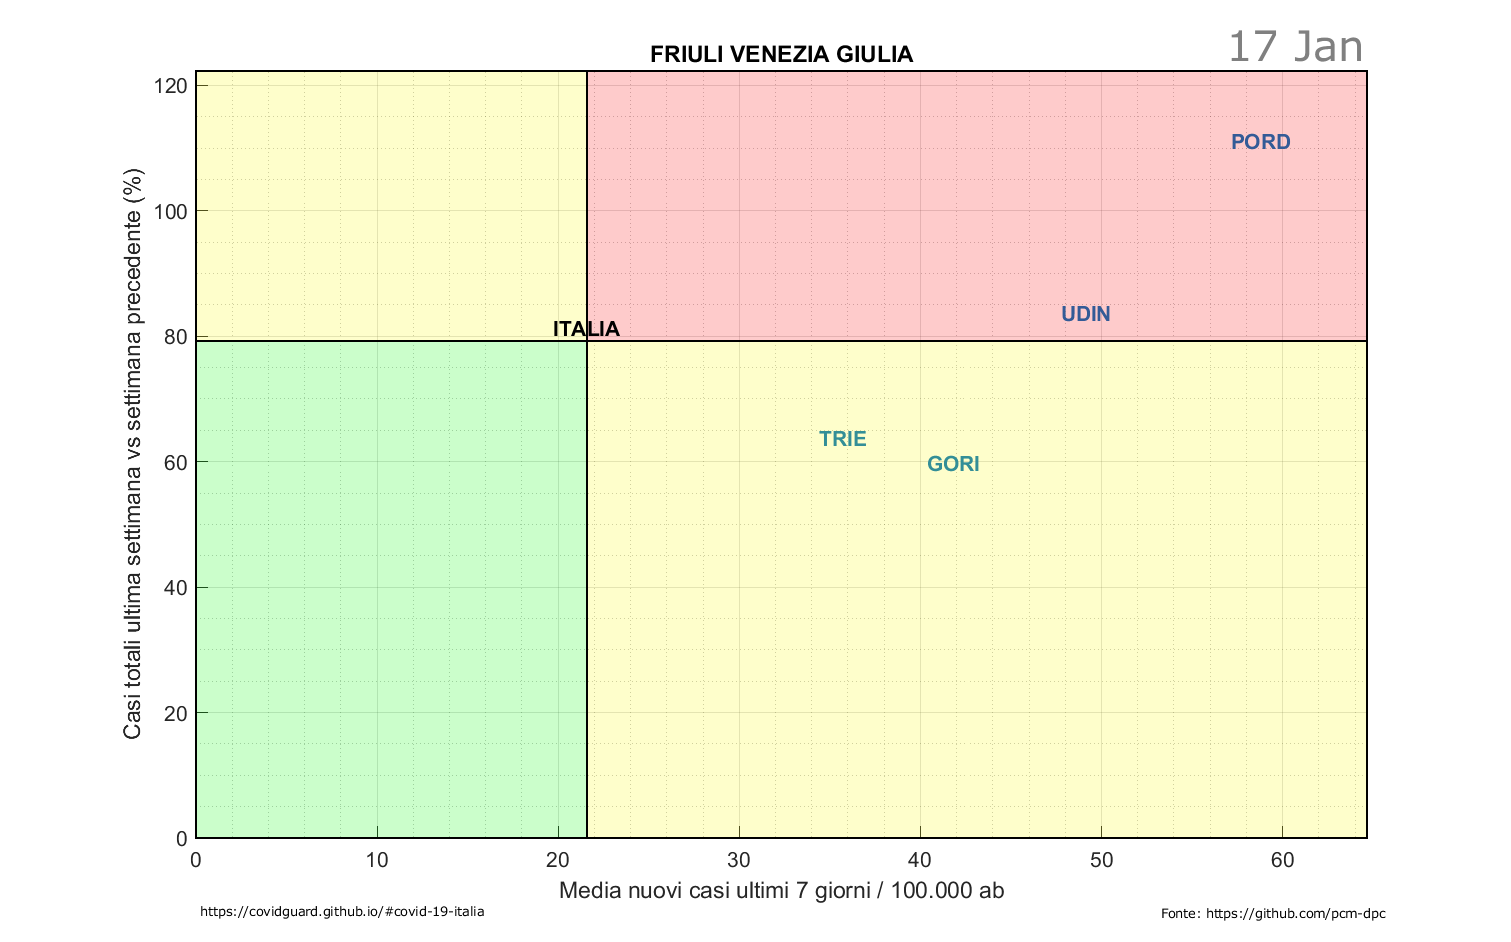 17 Jan
FRIULI VENEZIA GIULIA
120
100
80
60
40
20
0
Casi totali ultima settimana vs settimana precedente (%)
PORD
UDIN
ITALIA
TRIE
GORI
0 10 20 30 40 50 60
Media nuovi casi ultimi 7 giorni / 100.000 ab
https://covidguard.github.io/#covid-19-italia
Fonte: https://github.com/pcm-dpc